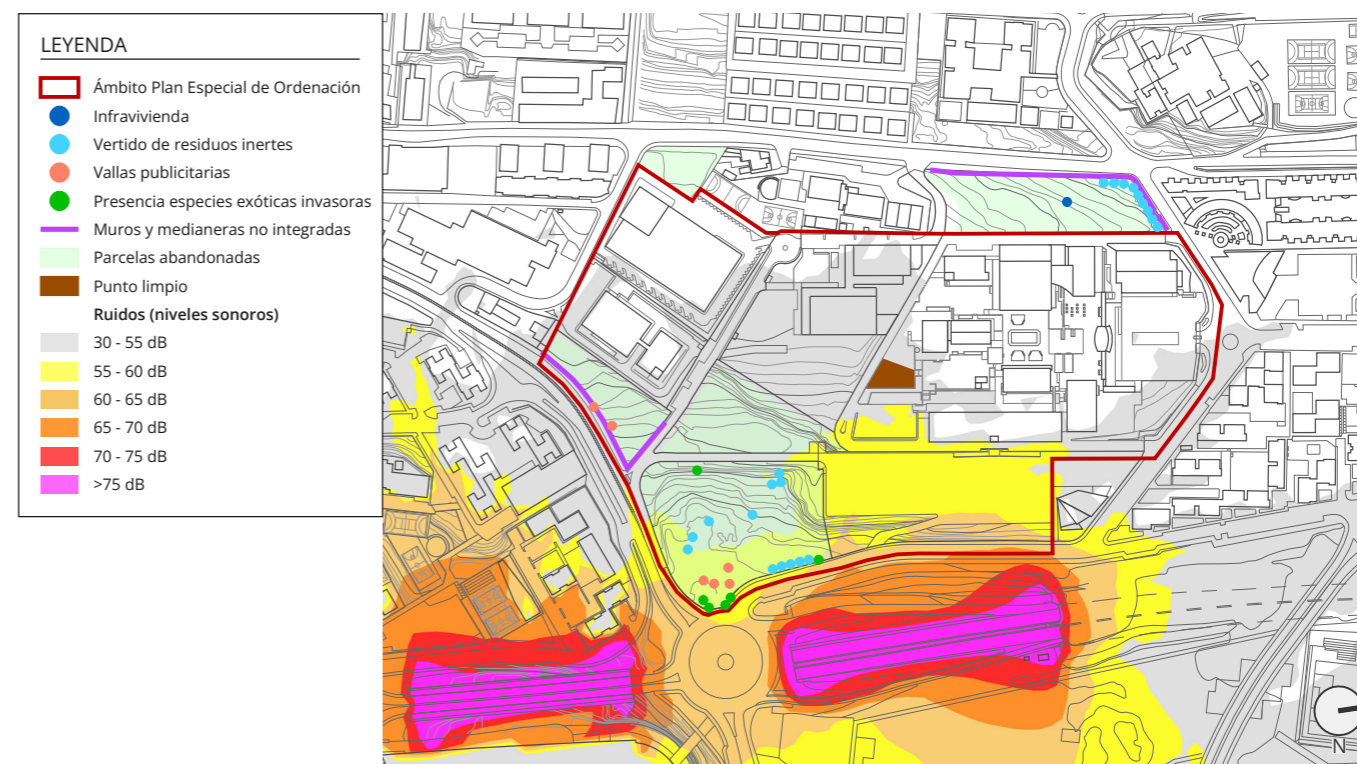 LEYENDA
Ámbito Plan Especial de Ordenación
Infravivienda
Vertido de residuos inertes
Vallas publicitarias
Presencia especies exóticas invasoras
Muros y medianeras no integradas
Parcelas abandonadas
Punto limpio
Ruidos (niveles sonoros)
30 - 55 dB
55 - 60 dB
60 - 65 dB
65 - 70 dB
70 - 75 dB
>75 dB
N